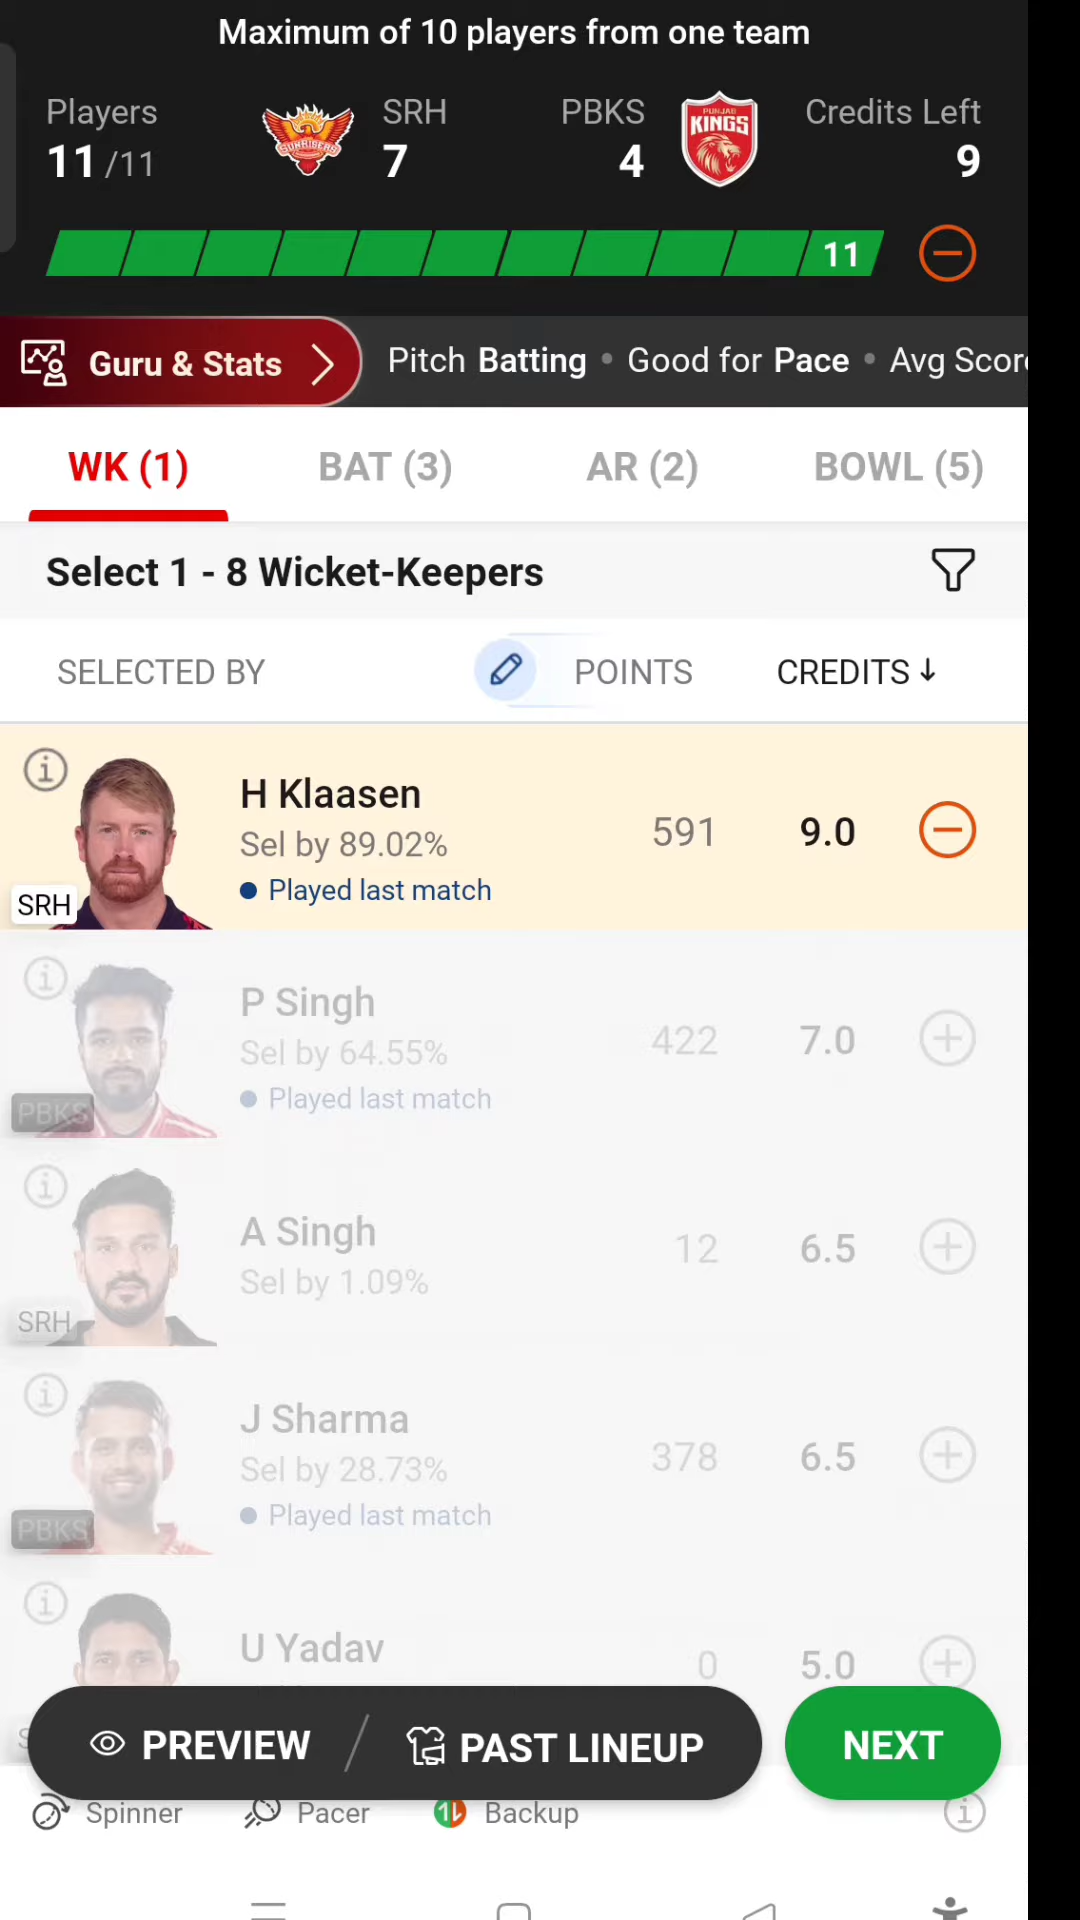 Maximum of 10 players from one team
Players SRH PBKS Credits Left
11/11 7 4 9
SUNRISERS
PUNJAB
KINGS
11
Guru & Stats Pitch Batting • Good for Pace • Avg Scor
WK (1) BAT (3) AR (2) BOWL (5)
Select 1 - 8 Wicket-Keepers
SELECTED BY POINTS CREDITS ↓
H Klaasen
Sel by 89.02% 591 9.0
Played last match
SRH
P Singh
Sel by 64.55% 422 7.0
Played last match
PBKS
A Singh
Sel by 1.09% 12 6.5
SRH
J Sharma
Sel by 28.73% 378 6.5
Played last match
PBKS
U Yadav
0 5.0
PREVIEW / PAST LINEUP NEXT
Spinner Pacer Backup